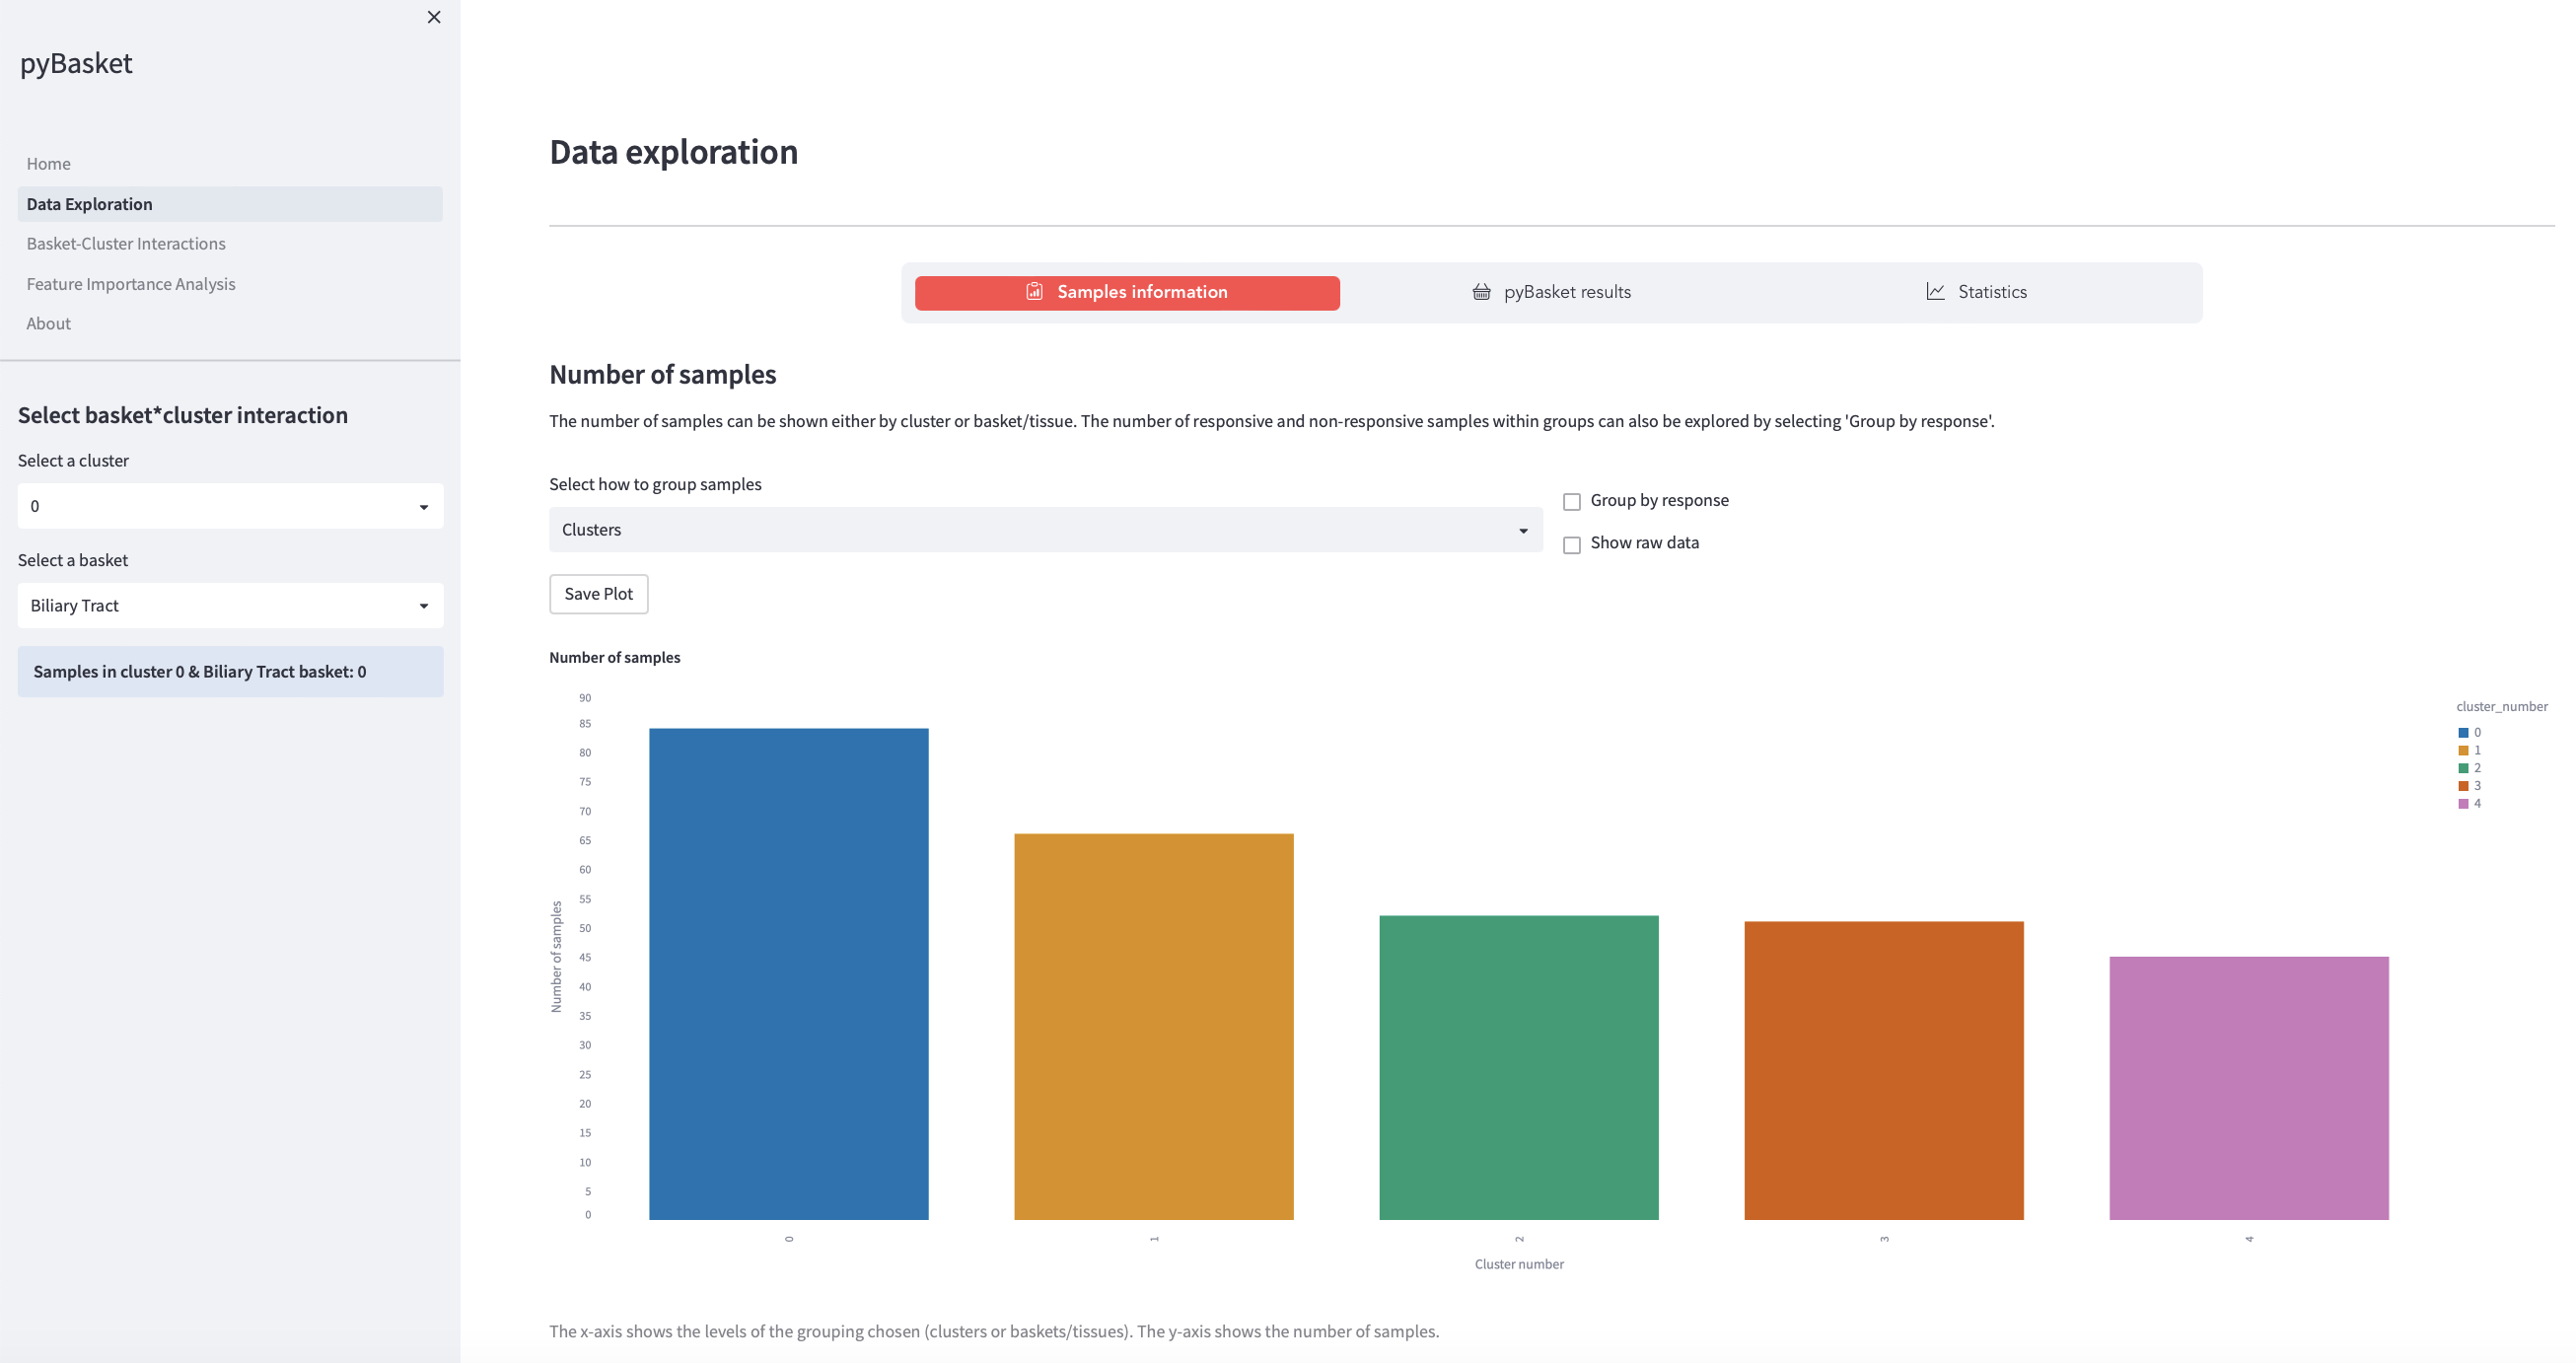 pyBasket
Home
Data Exploration
Basket-Cluster Interactions
Feature Importance Analysis
About
Select basket*cluster interaction
Select a cluster
0
Select a basket
Biliary Tract
Samples in cluster 0 & Biliary Tract basket: 0
Data exploration
Samples information
pyBasket results
Statistics
Number of samples
The number of samples can be shown either by cluster or basket/tissue. The number of responsive and non-responsive samples within groups can also be explored by selecting 'Group by response'.
Select how to group samples
Clusters
Group by response
Show raw data
Save Plot
Number of samples
90
85
80
75
70
65
60
55
50
45
40
35
30
25
20
15
10
5
0
Number of samples
0
1
2
3
4
Cluster number
cluster_number
0
1
2
3
4
The x-axis shows the levels of the grouping chosen (clusters or baskets/tissues). The y-axis shows the number of samples.